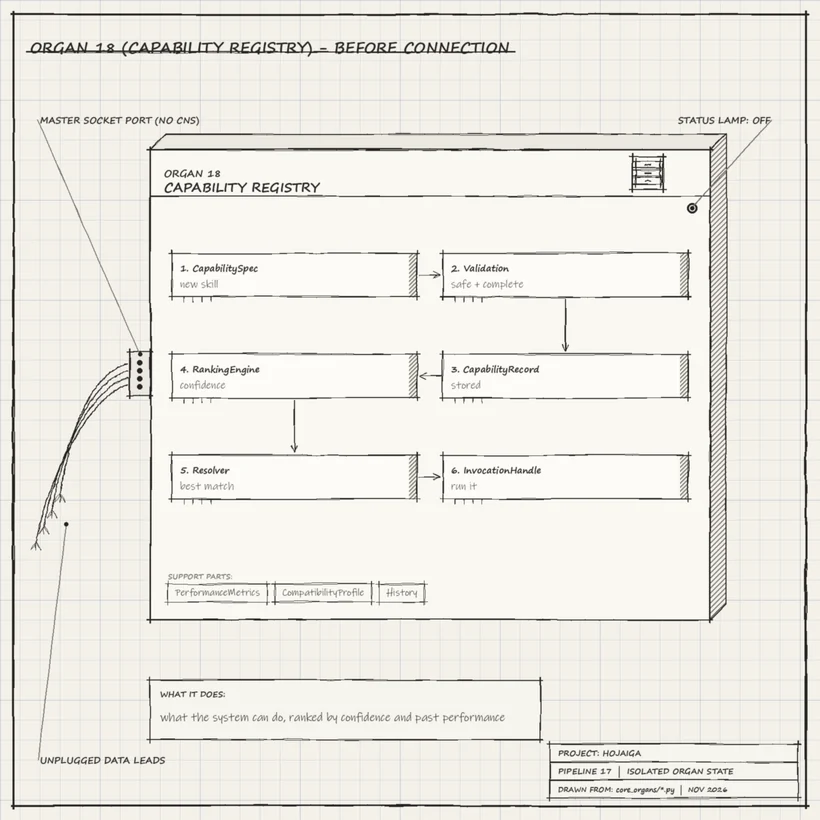 ORGAN 18 (CAPABILITY REGISTRY) - BEFORE CONNECTION
MASTER SOCKET PORT (NO CNS)
STATUS LAMP: OFF
ORGAN 18
CAPABILITY REGISTRY
1. CapabilitySpec
new skill
2. Validation
safe + complete
4. RankingEngine
confidence
3. CapabilityRecord
stored
5. Resolver
best match
6. InvocationHandle
run it
SUPPORT PARTS:
PerformanceMetrics
CompatibilityProfile
History
WHAT IT DOES:
what the system can do, ranked by confidence and past performance
UNPLUGGED DATA LEADS
PROJECT: HOJAIGA
PIPELINE 17 | ISOLATED ORGAN STATE
DRAWN FROM: core_organs/*.py | NOV 2026